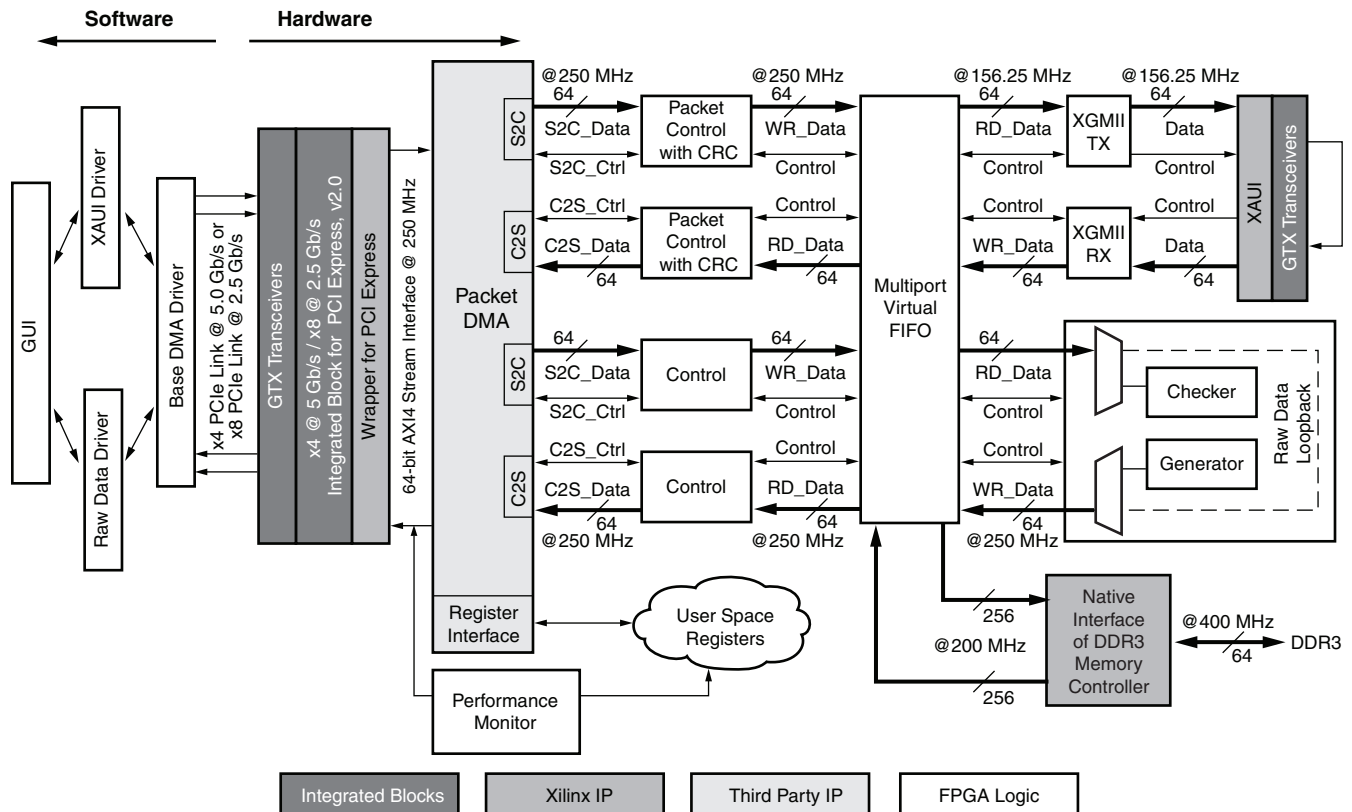 Software
Hardware
GUI
XAUI Driver
Raw Data Driver
Base DMA Driver
x4 PCIe Link @ 5.0 Gb/s or
x8 PCIe Link @ 2.5 Gb/s
GTX Transceivers
x4 @ 5 Gb/s / x8 @ 2.5 Gb/s
Integrated Block for PCI Express, v2.0
Wrapper for PCI Express
64-bit AXI4 Stream Interface @ 250 MHz
Packet
DMA
S2C
C2S
S2C
C2S
Register
Interface
@250 MHz
64
S2C_Data
S2C_Ctrl
C2S_Ctrl
C2S_Data
64
64
S2C_Data
S2C_Ctrl
C2S_Ctrl
C2S_Data
64
@250 MHz
Packet
Control
with CRC
Packet
Control
with CRC
Control
Control
@250 MHz
64
WR_Data
Control
Control
RD_Data
64
64
WR_Data
Control
Control
RD_Data
64
@250 MHz
Multiport
Virtual
FIFO
@156.25 MHz
64
RD_Data
Control
Control
WR_Data
64
64
RD_Data
Control
Control
WR_Data
64
@250 MHz
XGMII
TX
XGMII
RX
@156.25 MHz
64
Data
Control
Control
Data
64
XAUI
GTX Transceivers
Checker
Generator
Raw Data
Loopback
User Space
Registers
Performance
Monitor
256
@200 MHz
256
Native
Interface
of DDR3
Memory
Controller
@400 MHz
64
DDR3
Integrated Blocks
Xilinx IP
Third Party IP
FPGA Logic